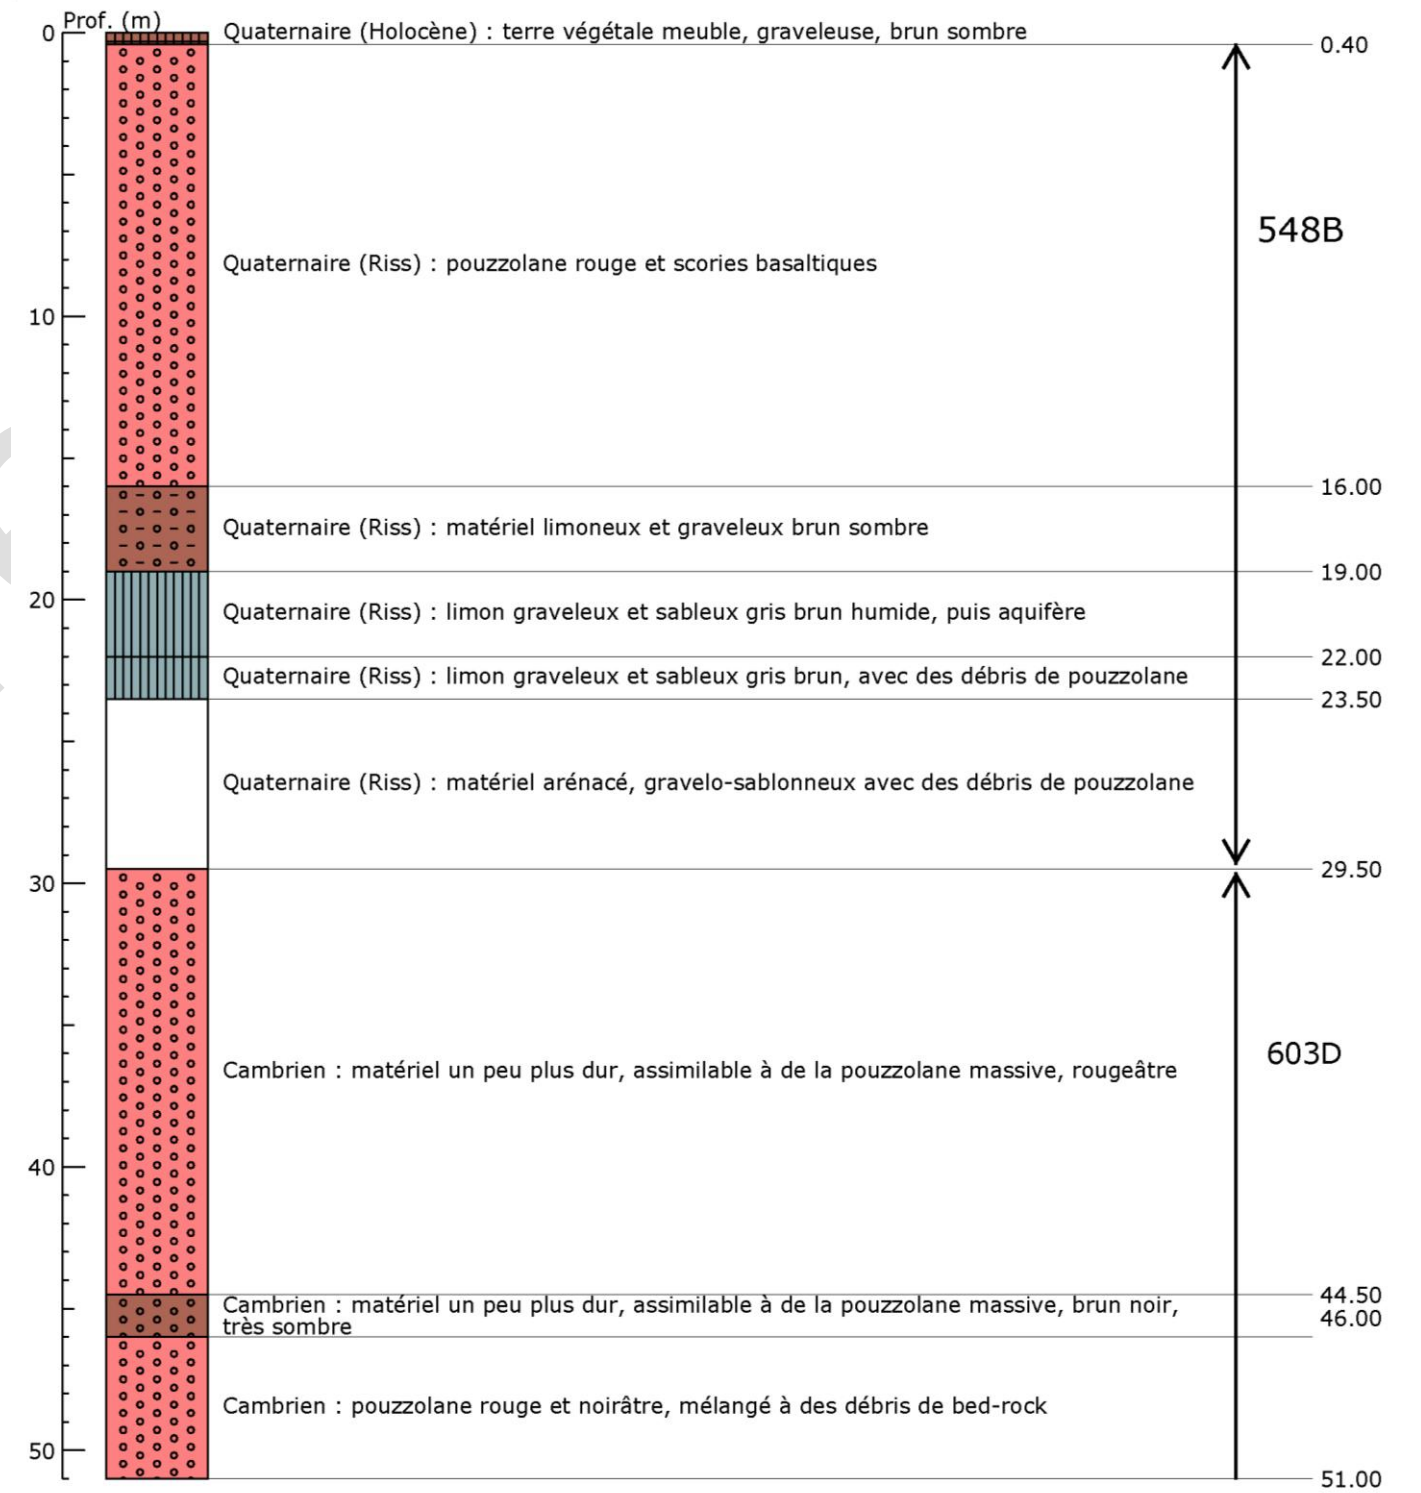 Prof. (m)
0
Quaternaire (Holocène) : terre végétale meuble, graveleuse, brun sombre
0.40
548B
Quaternaire (Riss) : pouzzolane rouge et scories basaltiques
10
16.00
Quaternaire (Riss) : matériel limoneux et graveleux brun sombre
19.00
20
Quaternaire (Riss) : limon graveleux et sableux gris brun humide, puis aquifère
22.00
Quaternaire (Riss) : limon graveleux et sableux gris brun, avec des débris de pouzzolane
23.50
Quaternaire (Riss) : matériel arénacé, gravelo-sablonneux avec des débris de pouzzolane
29.50
30
603D
Cambrien : matériel un peu plus dur, assimilable à de la pouzzolane massive, rougeâtre
40
44.50
Cambrien : matériel un peu plus dur, assimilable à de la pouzzolane massive, brun noir,
très sombre
46.00
Cambrien : pouzzolane rouge et noirâtre, mélangé à des débris de bed-rock
50
51.00